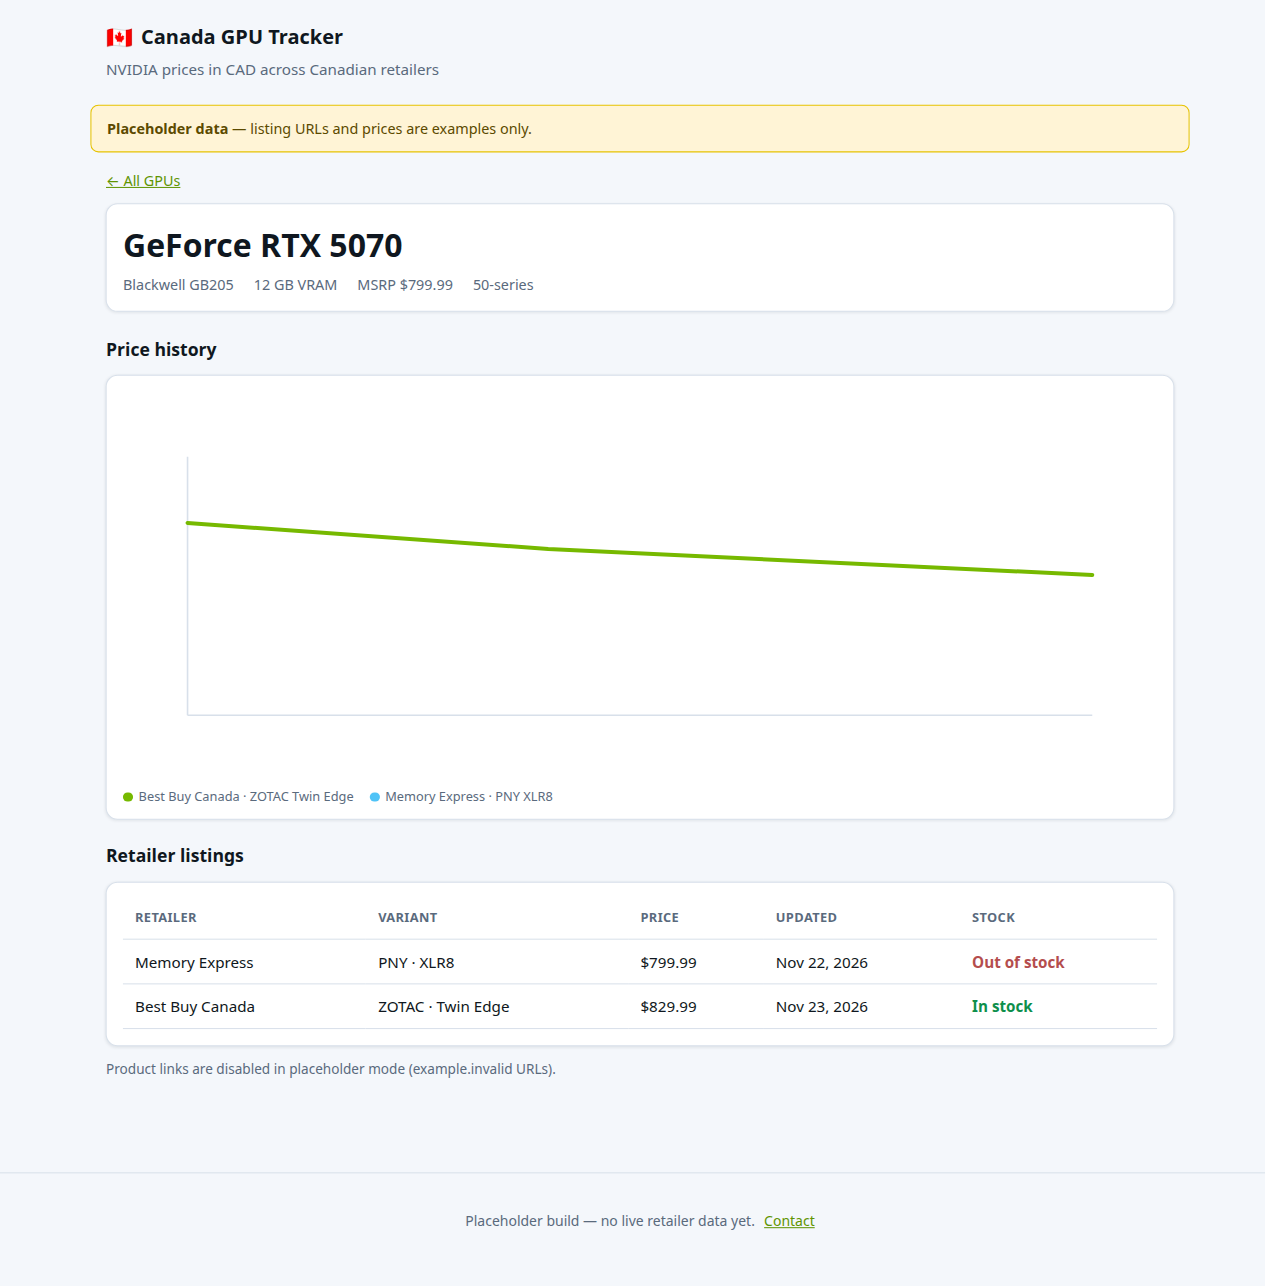 🇨🇦 Canada GPU Tracker
NVIDIA prices in CAD across Canadian retailers
Placeholder data — listing URLs and prices are examples only.
← All GPUs
GeForce RTX 5070
Blackwell GB205 12 GB VRAM MSRP $799.99 50-series
Price history
Best Buy Canada · ZOTAC Twin Edge Memory Express · PNY XLR8
Retailer listings
RETAILER VARIANT PRICE UPDATED STOCK
Memory Express PNY · XLR8 $799.99 Nov 22, 2026 Out of stock
Best Buy Canada ZOTAC · Twin Edge $829.99 Nov 23, 2026 In stock
Product links are disabled in placeholder mode (example.invalid URLs).
Placeholder build — no live retailer data yet. Contact